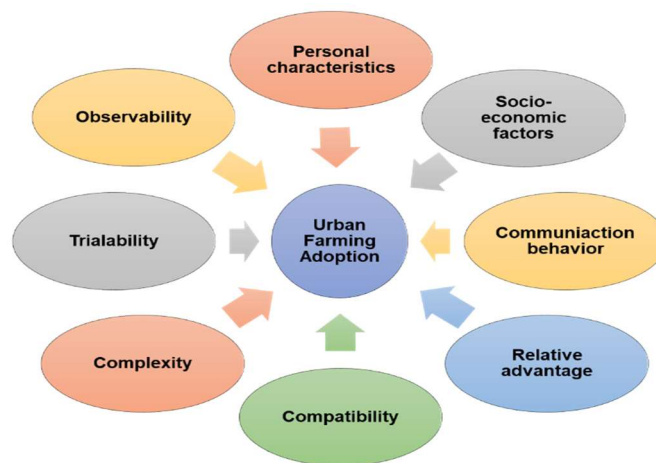 Personal
characteristics
Socio-
economic
factors
Communiaction
behavior
Relative
advantage
Compatibility
Complexity
Trialability
Observability
Urban
Farming
Adoption